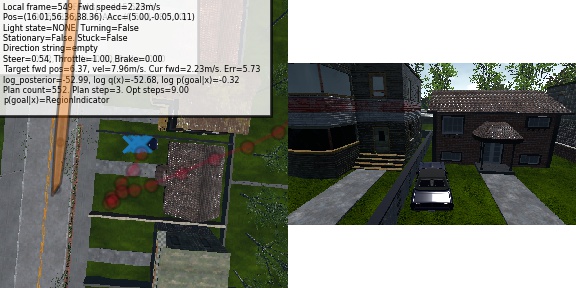 Local frame=549. Fwd speed=2.23m/s
Pos=(16.01,56.36,38.36). Acc=(5.00,-0.05,0.11)
Light state=NONE, Turning=False
Stationary=False, Stuck=False
Direction string=empty
Steer=0.54, Throttle=1.00, Brake=0.00
Target fwd pos=6.37, vel=7.96m/s. Cur fwd=2.23m/s. Err=5.73
log_posterior=-52.99, log q(x)=-52.68, log p(goal|x)=-0.32
Plan count=552. Plan step=3. Opt steps=9.00
p(goal|x)=RegionIndicator